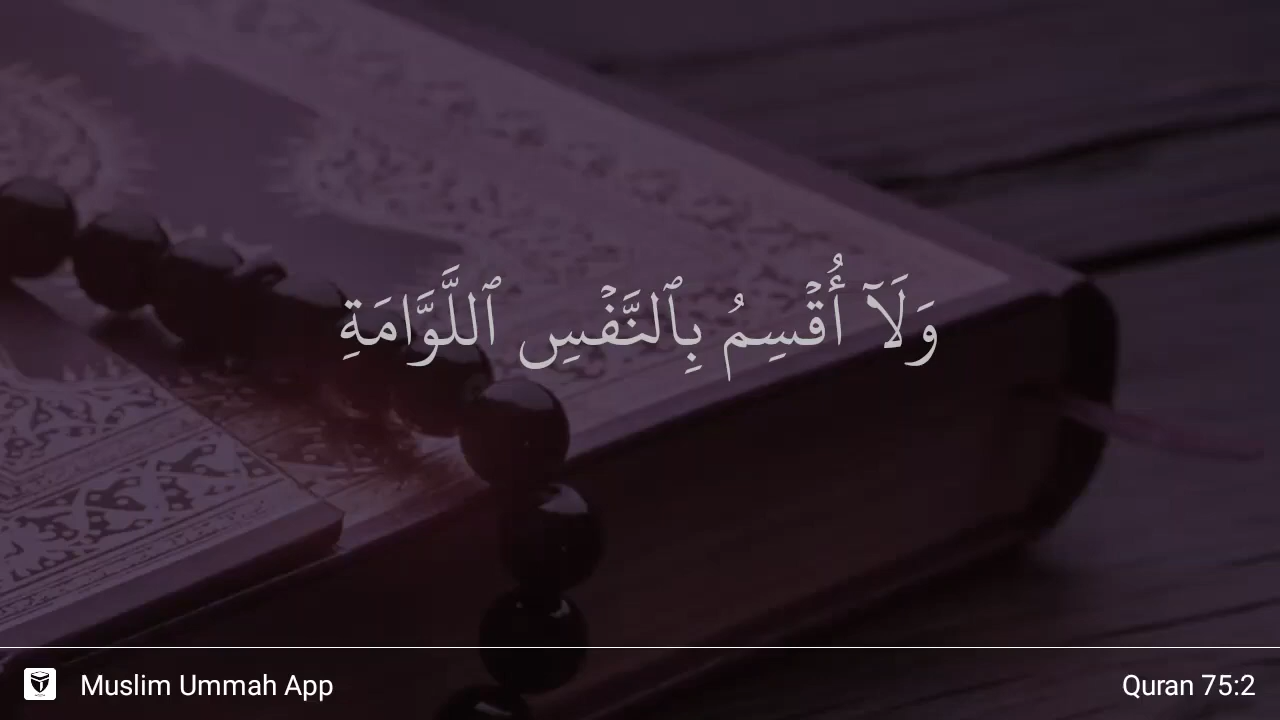 وَلَآ أُقۡسِمُ بِٱلنَّفۡسِ ٱللَّوَّامَةِ
Muslim Ummah App
Quran 75:2